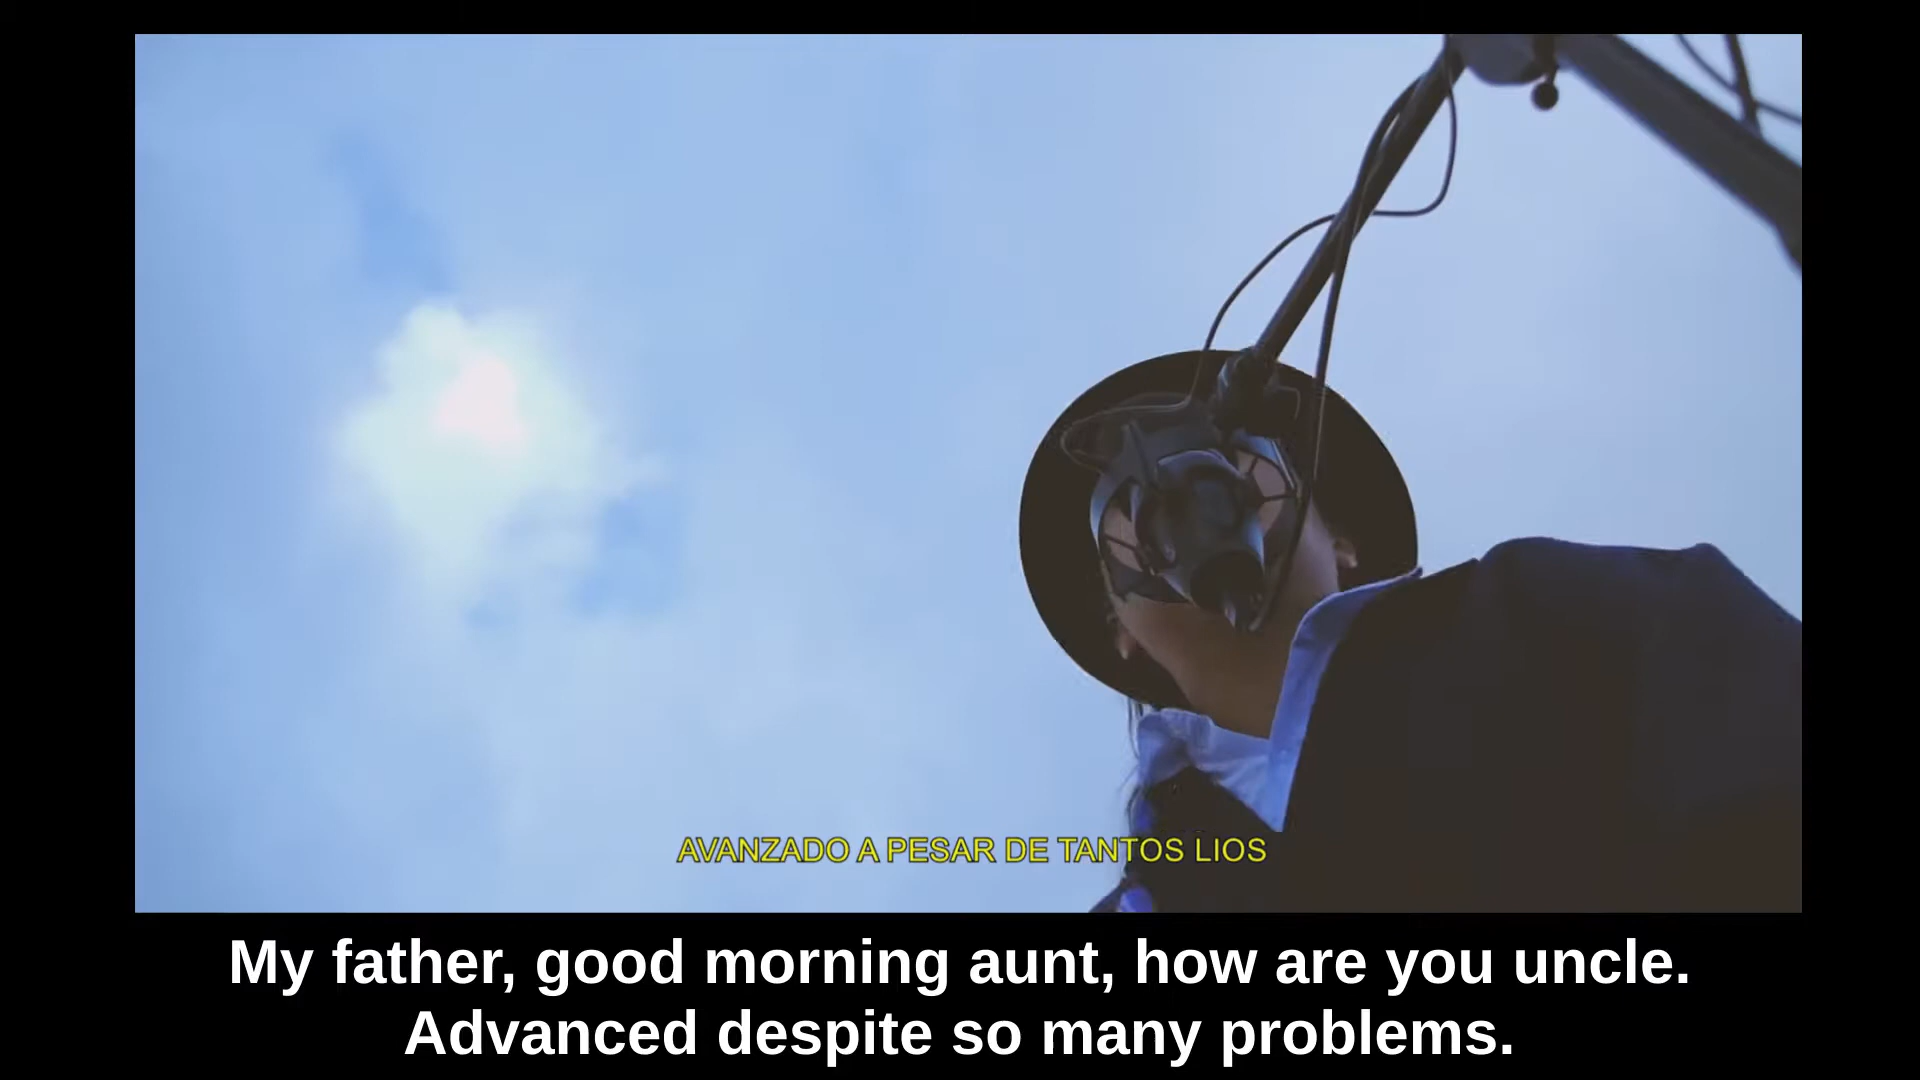 AVANZADO A PESAR DE TANTOS LIOS
My father, good morning aunt, how are you uncle.
Advanced despite so many problems.